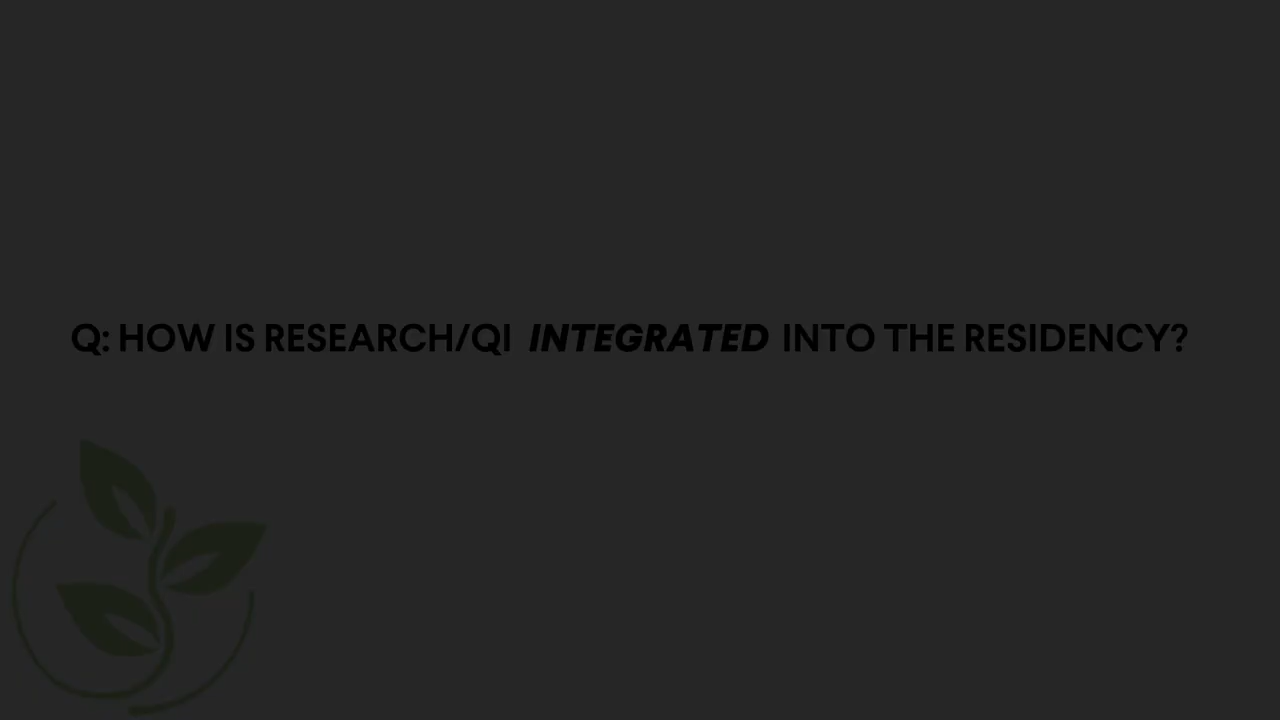 Q: HOW IS RESEARCH/QI INTEGRATED INTO THE RESIDENCY?